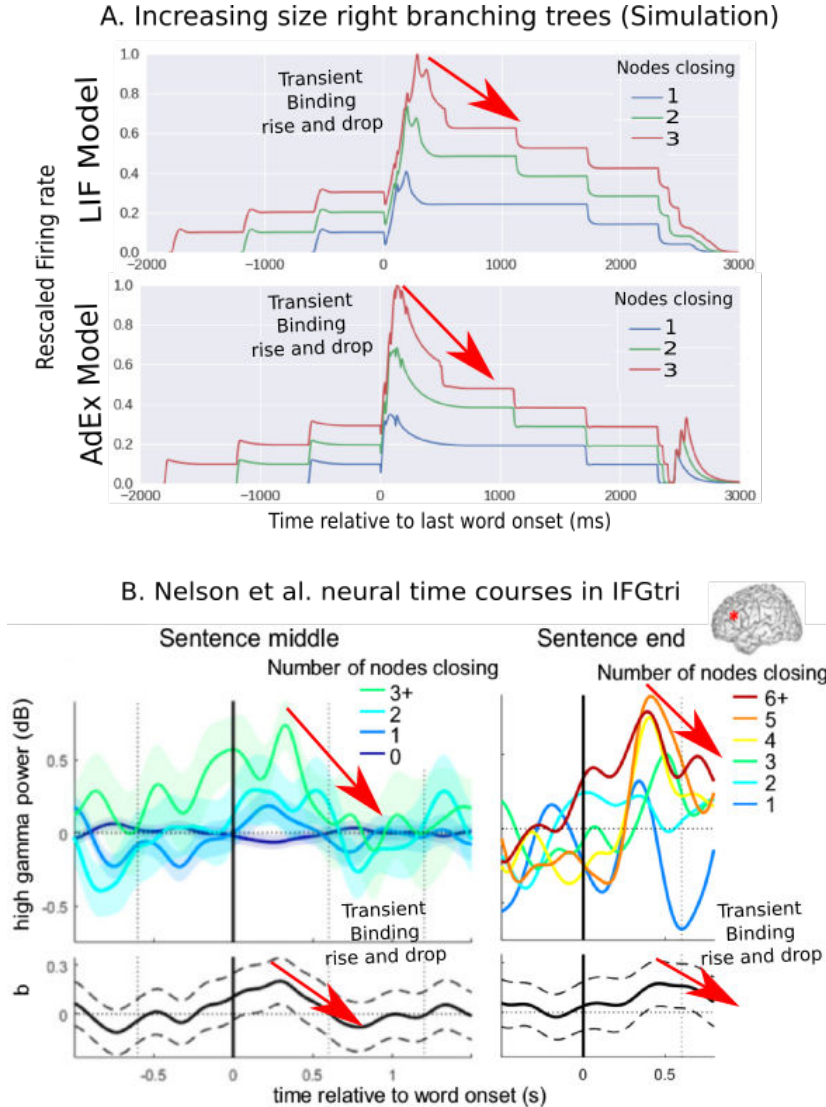 A. Increasing size right branching trees (Simulation)
Rescaled Firing rate
LIF Model
1.0
0.8
0.6
0.4
0.2
0.0
Transient
Binding
rise and drop
Nodes closing
1
2
3
-2000
-1000
0
1000
2000
3000
AdEx Model
1.0
0.8
0.6
0.4
0.2
0.0
Transient
Binding
rise and drop
Nodes closing
1
2
3
-2000
-1000
0
1000
2000
3000
Time relative to last word onset (ms)
B. Nelson et al. neural time courses in IFGtri
Sentence middle
Number of nodes closing
3+
2
1
0
high gamma power (dB)
0.5
0
-0.5
Sentence end
Number of nodes closing
6+
5
4
3
2
1
Transient
Binding
rise and drop
Transient
Binding
rise and drop
b
0.3
0
-0.5
0
0.5
1
0
0.5
time relative to word onset (s)